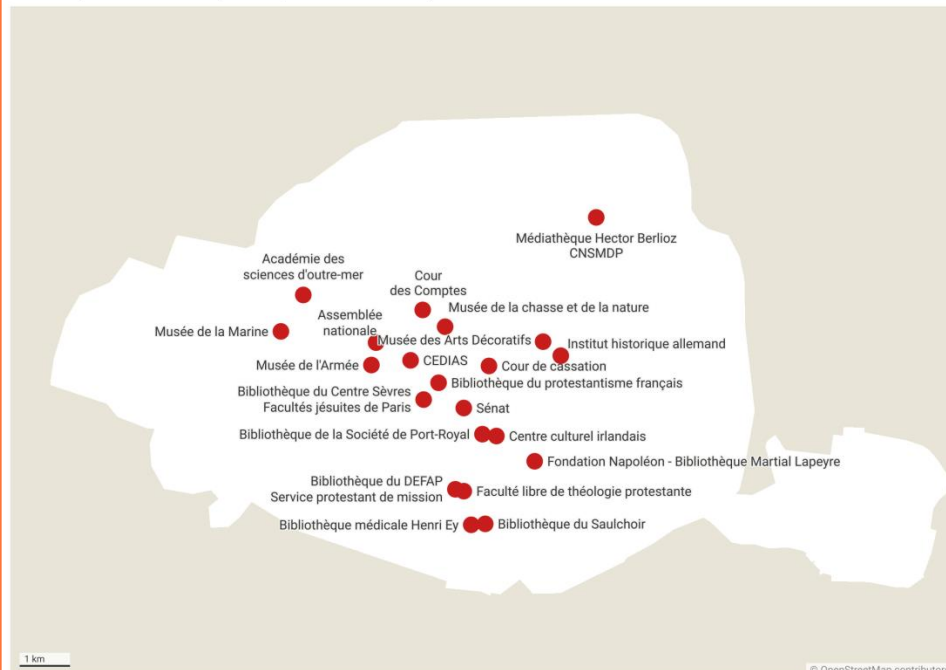 Médiathèque Hector Berlioz
CNSMDP
Académie des
sciences d'outre-mer
Cour
des Comptes
Musée de la chasse et de la nature
Assemblée
nationale
Musée de la Marine
Musée des Arts Décoratifs
Institut historique allemand
Musée de l'Armée
CEDIAS
Cour de cassation
Bibliothèque du protestantisme français
Bibliothèque du Centre Sèvres
Facultés jésuites de Paris
Sénat
Bibliothèque de la Société de Port-Royal
Centre culturel irlandais
Fondation Napoléon - Bibliothèque Martial Lapeyre
Bibliothèque du DEFAP
Service protestant de mission
Faculté libre de théologie protestante
Bibliothèque médicale Henri Ey
Bibliothèque du Saulchoir
1 km
© OpenStreetMap contributors